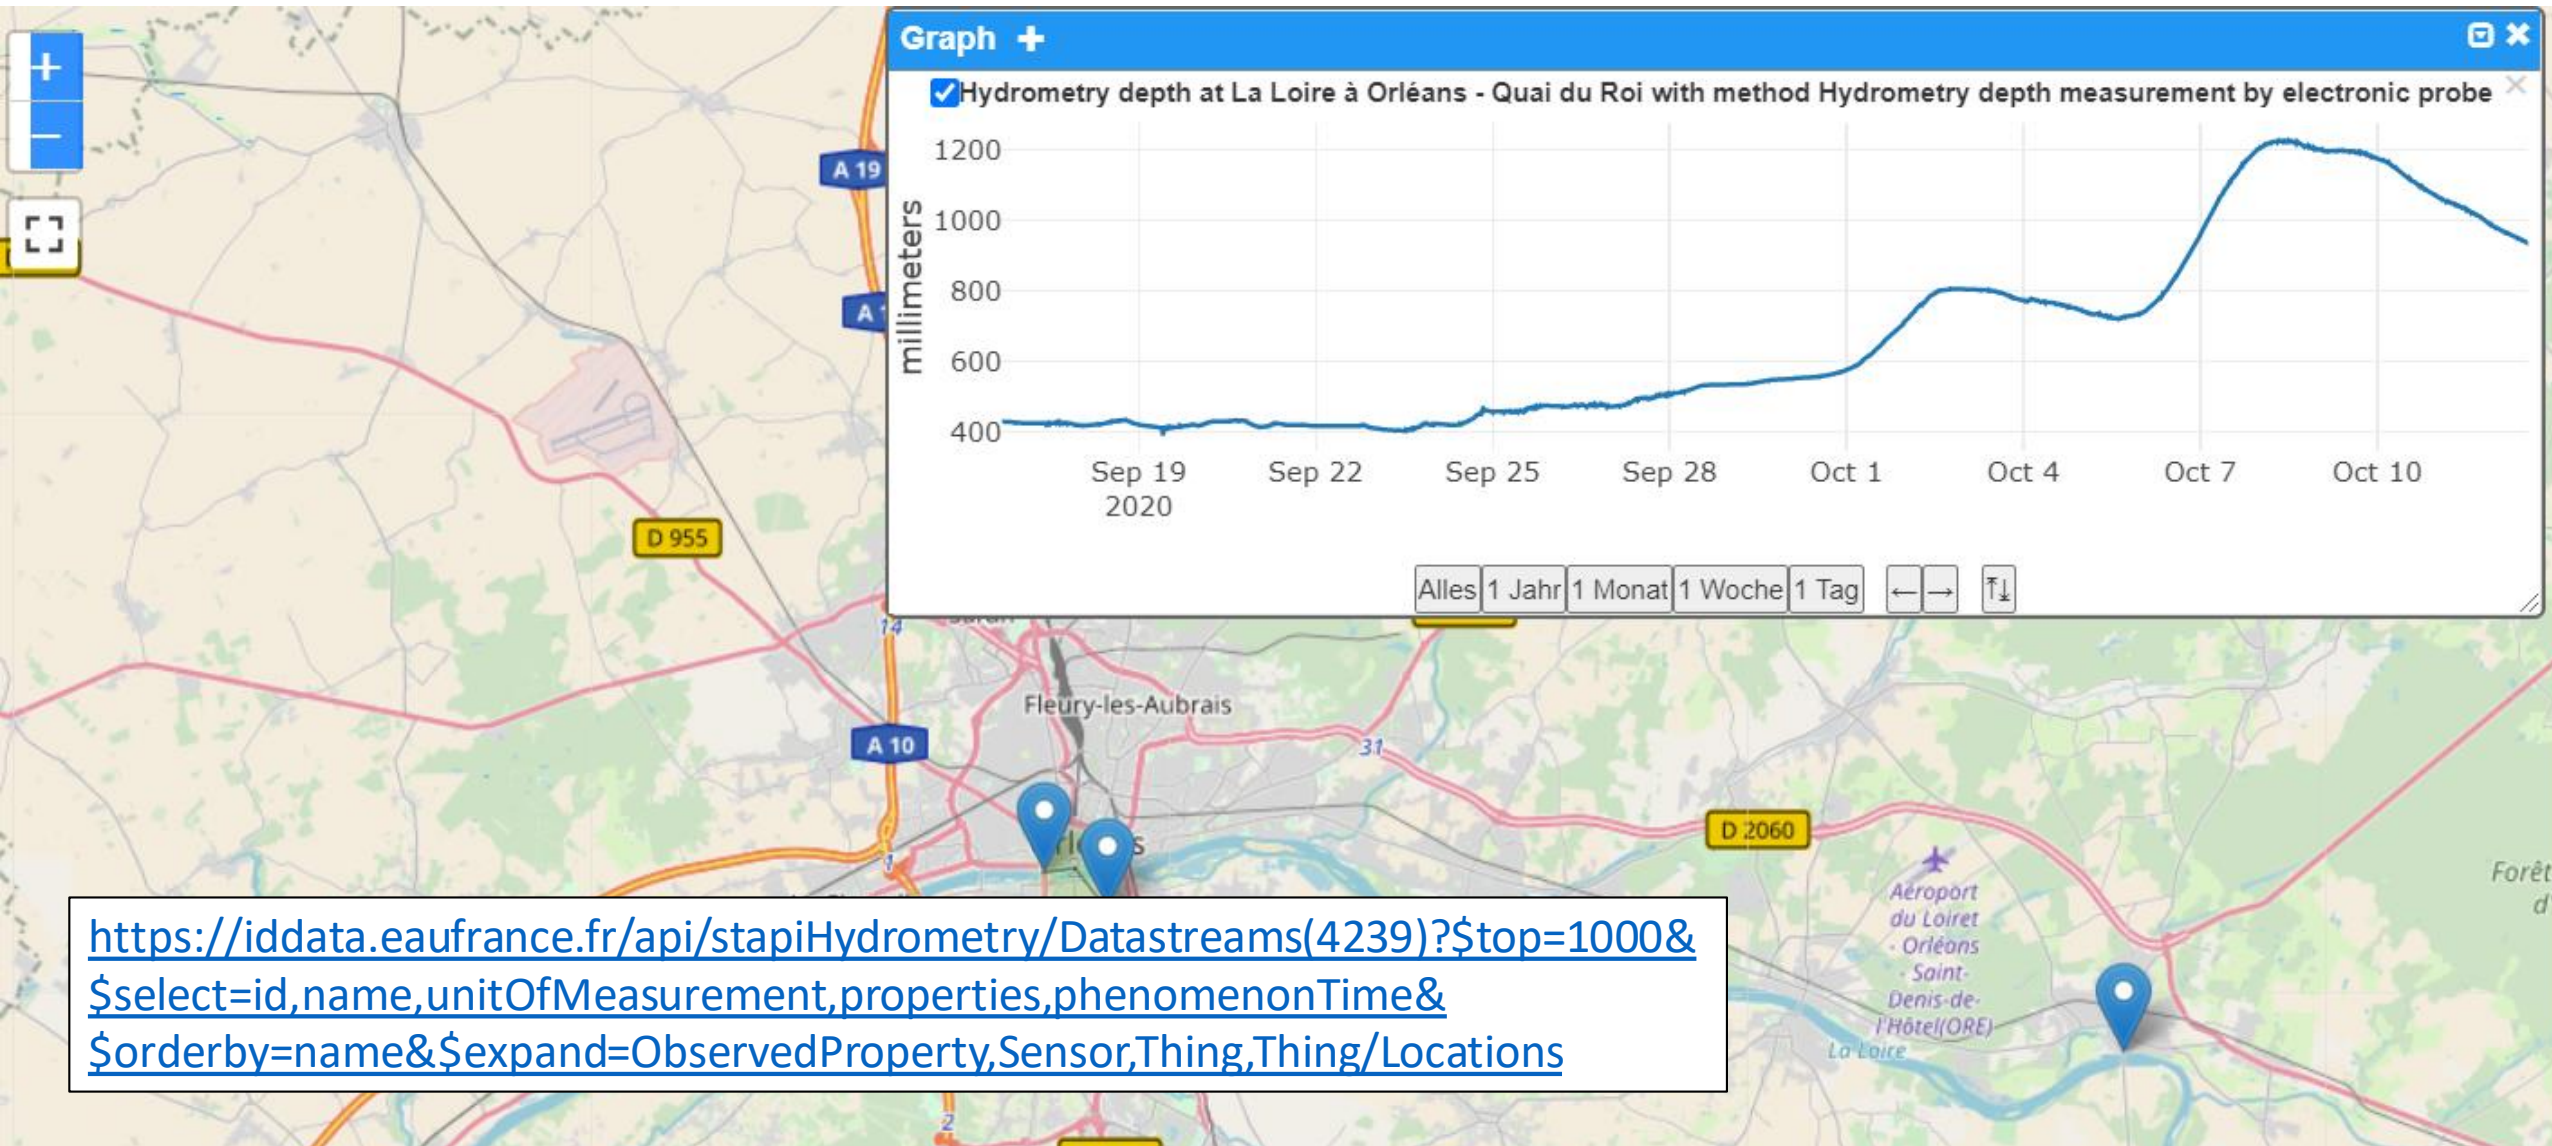 Graph
Hydrometry depth at La Loire à Orléans - Quai du Roi with method Hydrometry depth measurement by electronic probe
millimeters
1200
1000
800
600
400
Sep 19
2020
Sep 22
Sep 25
Sep 28
Oct 1
Oct 4
Oct 7
Oct 10
Alles
1 Jahr
1 Monat
1 Woche
1 Tag
←
→
A 19
D 955
14
Fleury-les-Aubrais
A 10
31
1
D 2060
Aéroport
du Loiret
- Orléans
- Saint-
Denis-de-
l'Hôtel(ORE)
La Loire
Forêt
d
2
https://iddata.eaufrance.fr/api/stapiHydrometry/Datastreams(4239)?$top=1000&
$select=id,name,unitOfMeasurement,properties,phenomenonTime&
$orderby=name&$expand=ObservedProperty,Sensor,Thing,Thing/Locations